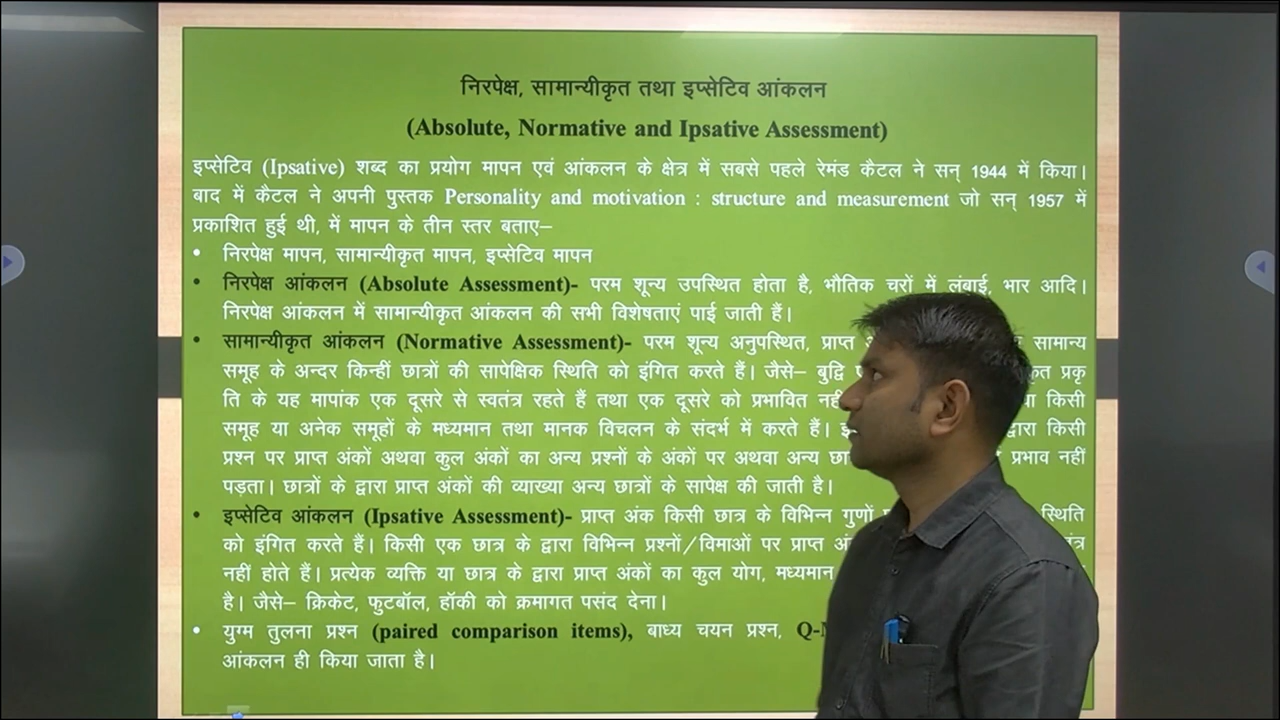 निरपेक्ष, सामान्यीकृत तथा इप्सेटिव आंकलन
(Absolute, Normative and Ipsative Assessment)
इप्सेटिव (Ipsative) शब्द का प्रयोग मापन एवं आंकलन के क्षेत्र में सबसे पहले रेमंड कैटल ने सन् 1944 में किया।
बाद में कैटल ने अपनी पुस्तक Personality and motivation : structure and measurement जो सन् 1957 में
प्रकाशित हुई थी, में मापन के तीन स्तर बताए–
• निरपेक्ष मापन, सामान्यीकृत मापन, इप्सेटिव मापन
• निरपेक्ष आंकलन (Absolute Assessment)- परम शून्य उपस्थित होता है, भौतिक चरों में लंबाई, भार आदि।
निरपेक्ष आंकलन में सामान्यीकृत आंकलन की सभी विशेषताएं पाई जाती हैं।
• सामान्यीकृत आंकलन (Normative Assessment)- परम शून्य अनुपस्थित, प्राप्त सामान्य
समूह के अन्दर किन्हीं छात्रों की सापेक्षिक स्थिति को इंगित करते हैं। जैसे– बुद्वि प्रकृ
ति के यह मापांक एक दूसरे से स्वतंत्र रहते हैं तथा एक दूसरे को प्रभावित किसी
समूह या अनेक समूहों के मध्यमान तथा मानक विचलन के संदर्भ में करते हैं। द्वारा किसी
प्रश्न पर प्राप्त अंकों अथवा कुल अंकों का अन्य प्रश्नों के अंकों पर अथवा अन्य प्रभाव नहीं
पड़ता। छात्रों के द्वारा प्राप्त अंकों की व्याख्या अन्य छात्रों के सापेक्ष की जाती है।
• इप्सेटिव आंकलन (Ipsative Assessment)- प्राप्त अंक किसी छात्र के विभिन्न गुणों स्थिति
को इंगित करते हैं। किसी एक छात्र के द्वारा विभिन्न प्रश्नों/विमाओं पर प्राप्त
नहीं होते हैं। प्रत्येक व्यक्ति या छात्र के द्वारा प्राप्त अंकों का कुल योग, मध्यमान
है। जैसे– क्रिकेट, फुटबॉल, हॉकी को क्रमागत पसंद देना।
• युग्म तुलना प्रश्न (paired comparison items), बाध्य चयन प्रश्न,
आंकलन ही किया जाता है।